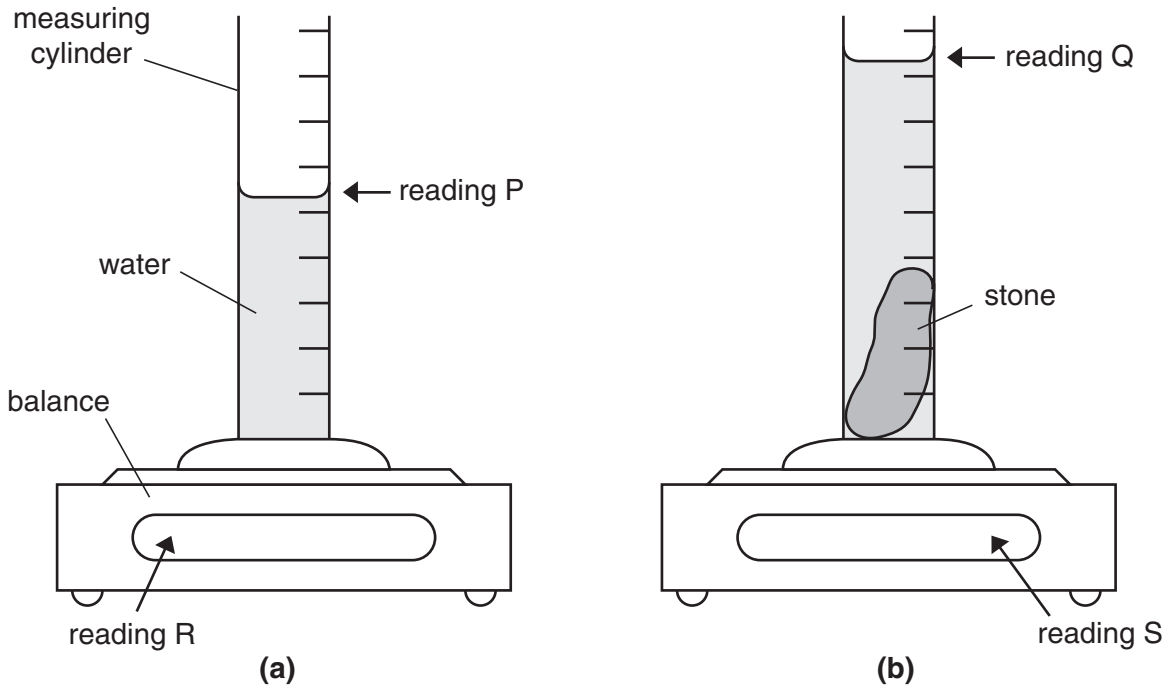 measuring
cylinder
reading P
water
balance
reading R
(a)
reading Q
stone
reading S
(b)